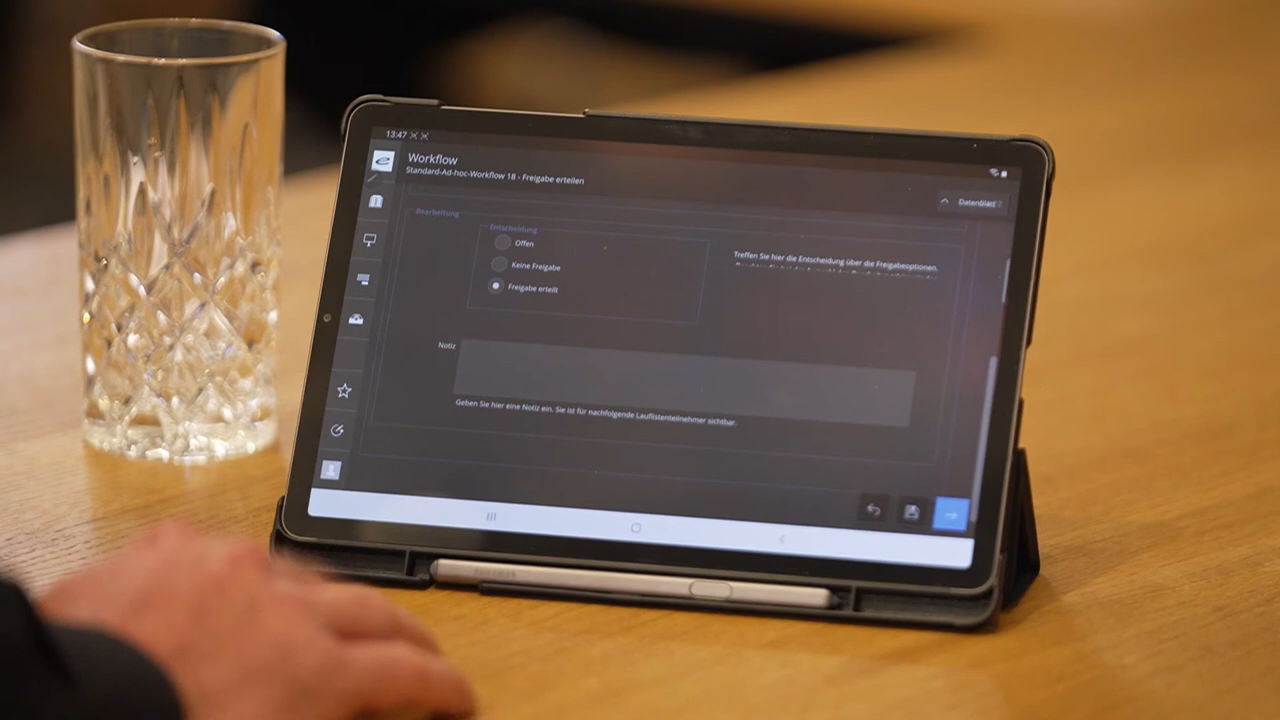 13:47
Workflow
Standard-Ad-hoc-Workflow 18 - Freigabe erteilen
Datenblatt
Bearbeitung
Entscheidung
Offen
Keine Freigabe
Freigabe erteilt
Treffen Sie hier die Entscheidung über die Freigabeoptionen.
Notiz
Geben Sie hier eine Notiz ein. Sie ist für nachfolgende Lauflistenteilnehmer sichtbar.